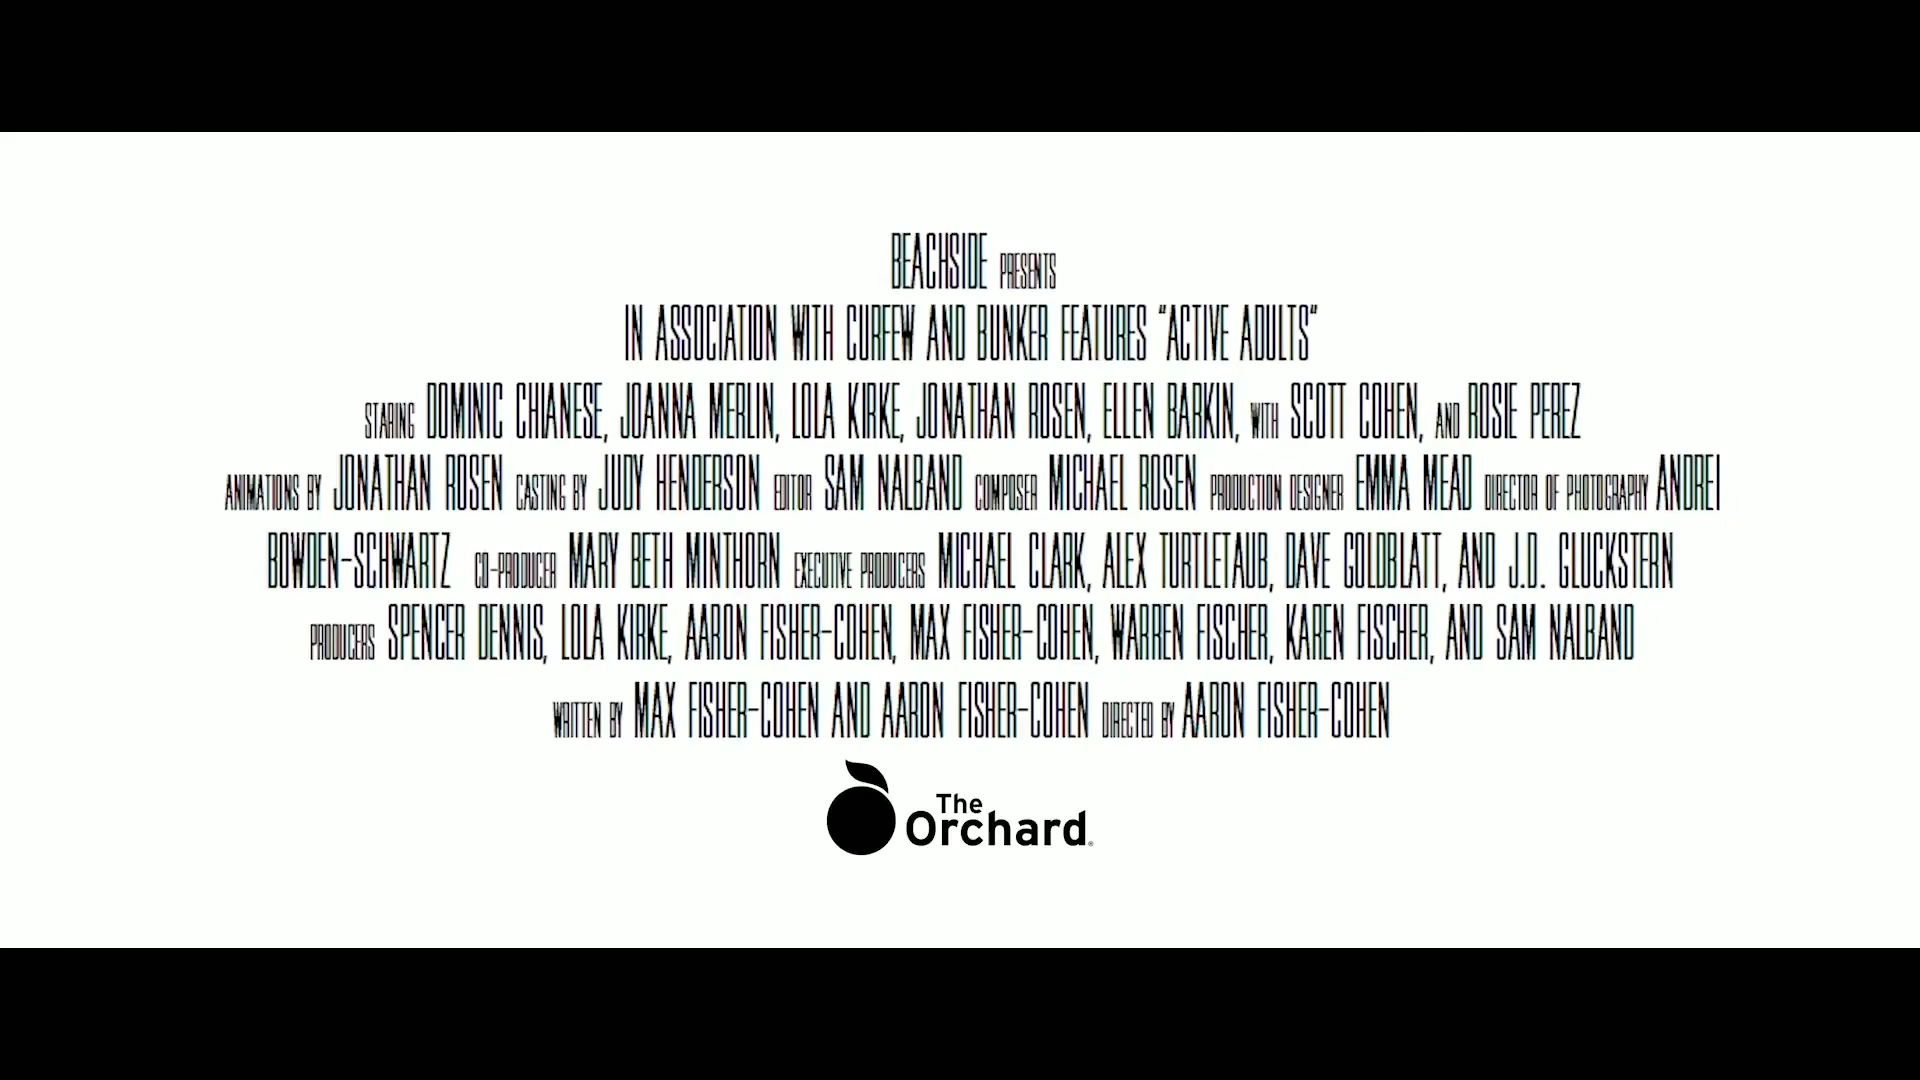 BEACHSIDE PRESENTS
IN ASSOCIATION WITH CURFEW AND BUNKER FEATURES "ACTIVE ADULTS"
STARING DOMINIC CHIANESE, JOANNA MERLIN, LOLA KIRKE, JONATHAN ROSEN, ELLEN BARKIN, WITH SCOTT COHEN, AND ROSIE PEREZ
ANIMATIONS BY JONATHAN ROSEN CASTING BY JUDY HENDERSON EDITOR SAM NALBAND COMPOSER MICHAEL ROSEN PRODUCTION DESIGNER EMMA MEAD DIRECTOR OF PHOTOGRAPHY ANDREI
BOWDEN-SCHWARTZ CO-PRODUCER MARY BETH MINTHORN EXECUTIVE PRODUCERS MICHAEL CLARK, ALEX TURTLETAUB, DAVE GOLDBLATT, AND J.D. GLUCKSTERN
PRODUCERS SPENCER DENNIS, LOLA KIRKE, AARON FISHER-COHEN, MAX FISHER-COHEN, WARREN FISCHER, KAREN FISCHER, AND SAM NALBAND
WRITTEN BY MAX FISHER-COHEN AND AARON FISHER-COHEN DIRECTED BY AARON FISHER-COHEN
The
Orchard®